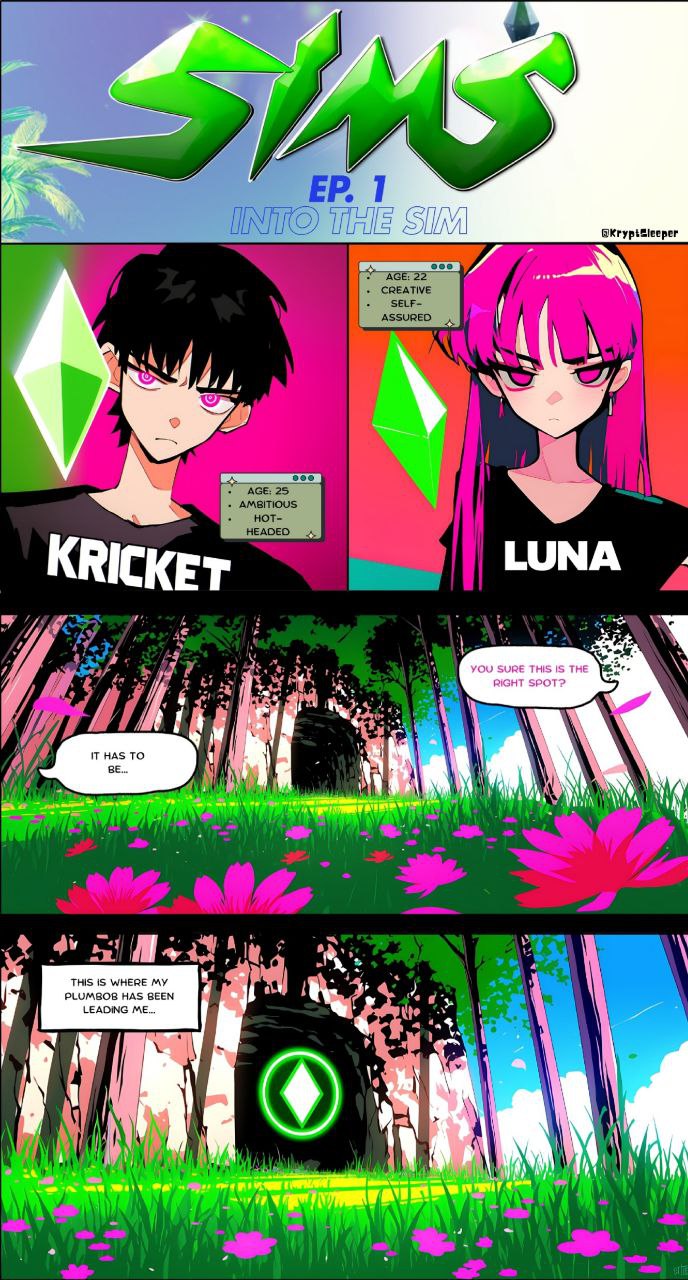 SIMS
EP. 1
INTO THE SIM
@KryptSleeper
AGE: 25
AMBITIOUS
HOT-
HEADED
KRICKET
AGE: 22
CREATIVE
SELF-
ASSURED
LUNA
YOU SURE THIS IS THE
RIGHT SPOT?
IT HAS TO
BE...
THIS IS WHERE MY
PLUMBOB HAS BEEN
LEADING ME...